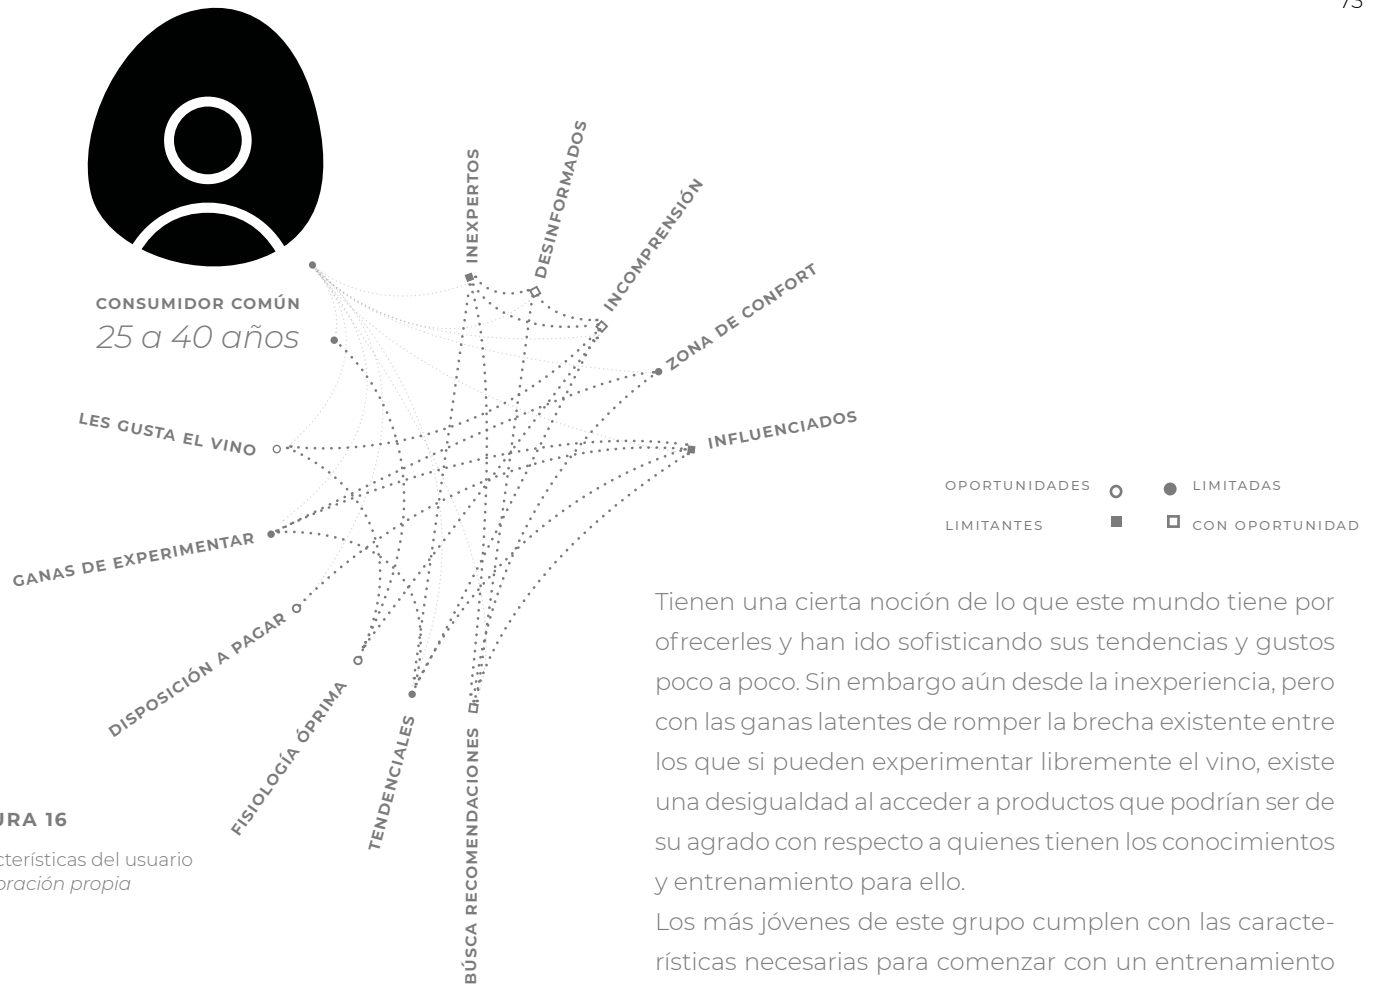 73
INEXPERTOS
DESINFORMADOS
INCOMPRENSIÓN
ZONA DE CONFORT
INFLUENCIADOS
CONSUMIDOR COMÚN
25 a 40 años
LES GUSTA EL VINO
GANAS DE EXPERIMENTAR
DISPOSICIÓN A PAGAR
FISIOLOGÍA ÓPRIMA
TENDENCIALES
BÚSCA RECOMENDACIONES
OPORTUNIDADES
LIMITADAS
LIMITANTES
CON OPORTUNIDAD
URA 16
cterísticas del usuario
oración propia
Tienen una cierta noción de lo que este mundo tiene por
ofrecerles y han ido sofisticando sus tendencias y gustos
poco a poco. Sin embargo aún desde la inexperiencia, pero
con las ganas latentes de romper la brecha existente entre
los que si pueden experimentar libremente el vino, existe
una desigualdad al acceder a productos que podrían ser de
su agrado con respecto a quienes tienen los conocimientos
y entrenamiento para ello.
Los más jóvenes de este grupo cumplen con las caracte-
rísticas necesarias para comenzar con un entrenamiento